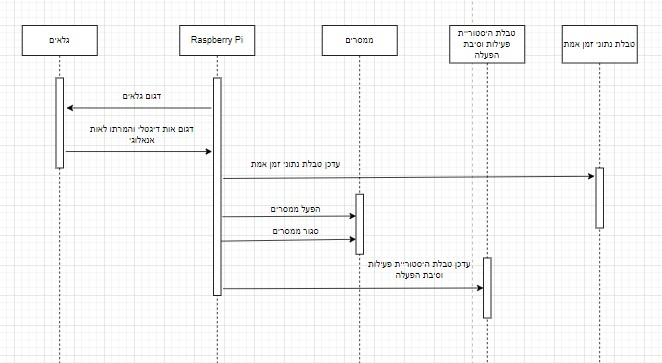 גלאים
Raspberry Pi
ממסרים
טבלת היסטוריית
פעילות וסיבת
הפעלה
טבלת נתוני זמן אמת
דגום גלאים
דגום אות דיגטלי והמרתו לאות
אנאלוגי
עדכן טבלת נתוני זמן אמת
הפעל ממסרים
סגור ממסרים
עדכן טבלת היסטוריית פעילות
וסיבת הפעלה